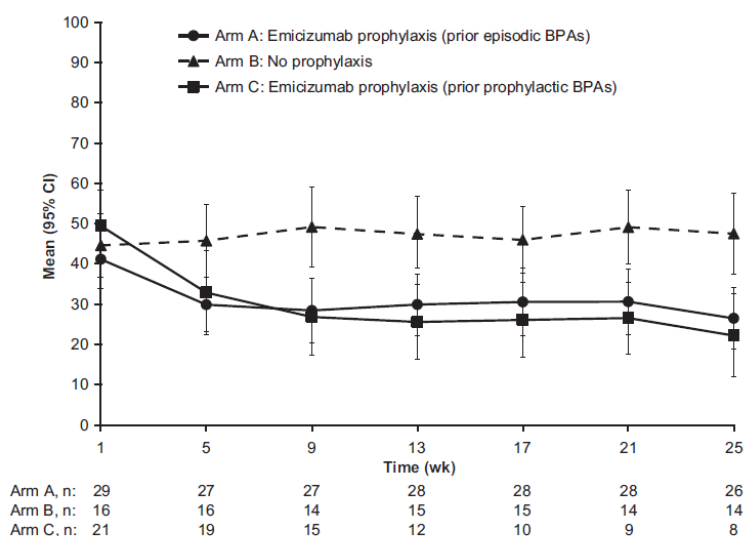 100
90
80
70
60
50
40
30
20
10
0
Mean (95% CI)
Arm A: Emicizumab prophylaxis (prior episodic BPAs)
Arm B: No prophylaxis
Arm C: Emicizumab prophylaxis (prior prophylactic BPAs)
1 5 9 13 17 21 25
Time (wk)
Arm A, n: 29 27 27 28 28 28 26
Arm B, n: 16 16 14 15 15 14 14
Arm C, n: 21 19 15 12 10 9 8